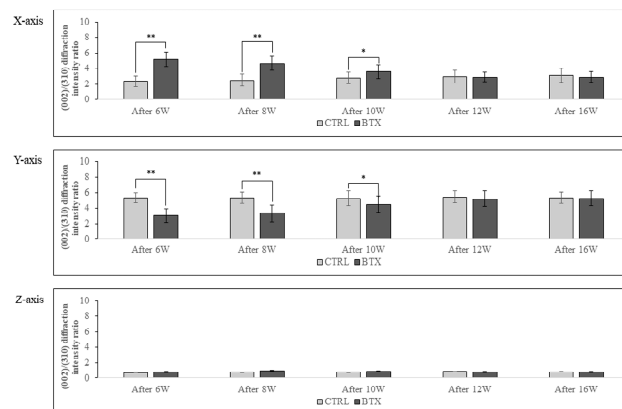 X-axis
(002)/(310) diffraction
intensity ratio
10
8
6
4
2
0
** ** *
After 6W After 8W After 10W After 12W After 16W
CTRL BTX
Y-axis
(002)/(310) diffraction
intensity ratio
10
8
6
4
2
0
** ** *
After 6W After 8W After 10W After 12W After 16W
CTRL BTX
Z-axis
(002)/(310) diffraction
intensity ratio
10
8
6
4
2
0
After 6W After 8W After 10W After 12W After 16W
CTRL BTX